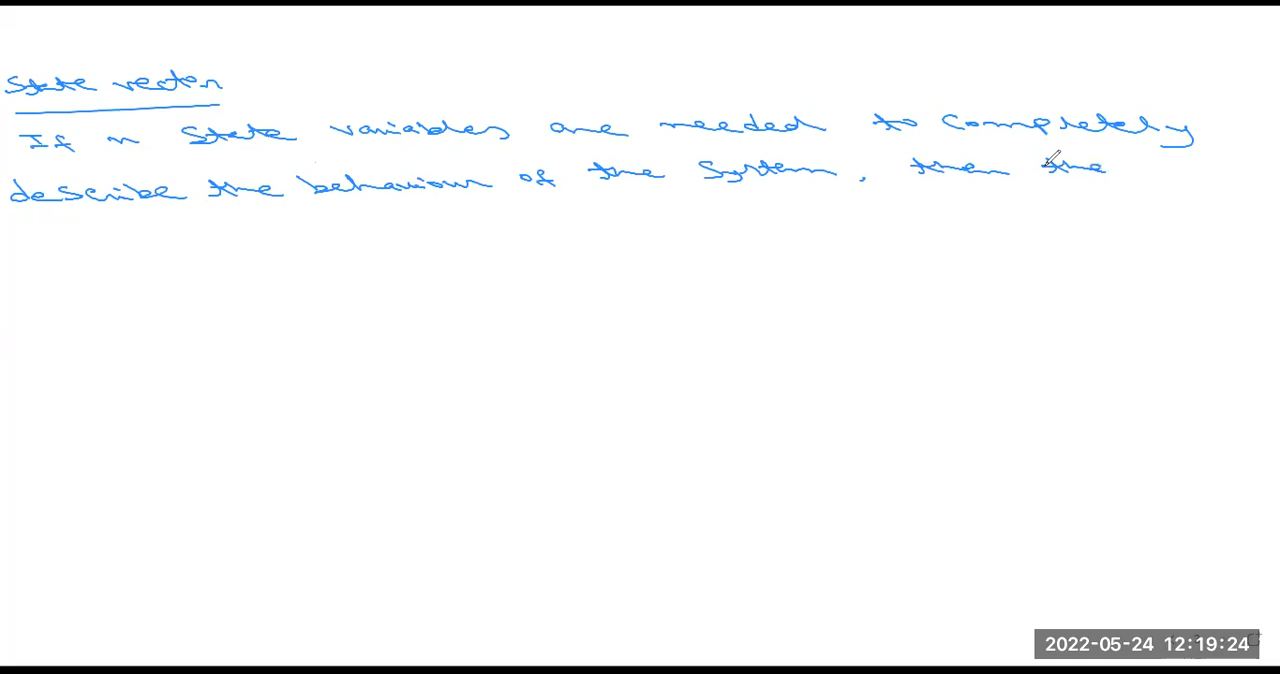 State vector
If n State variables are needed to completely
describe the behaviour of the System, then the
2022-05-24 12:19:24